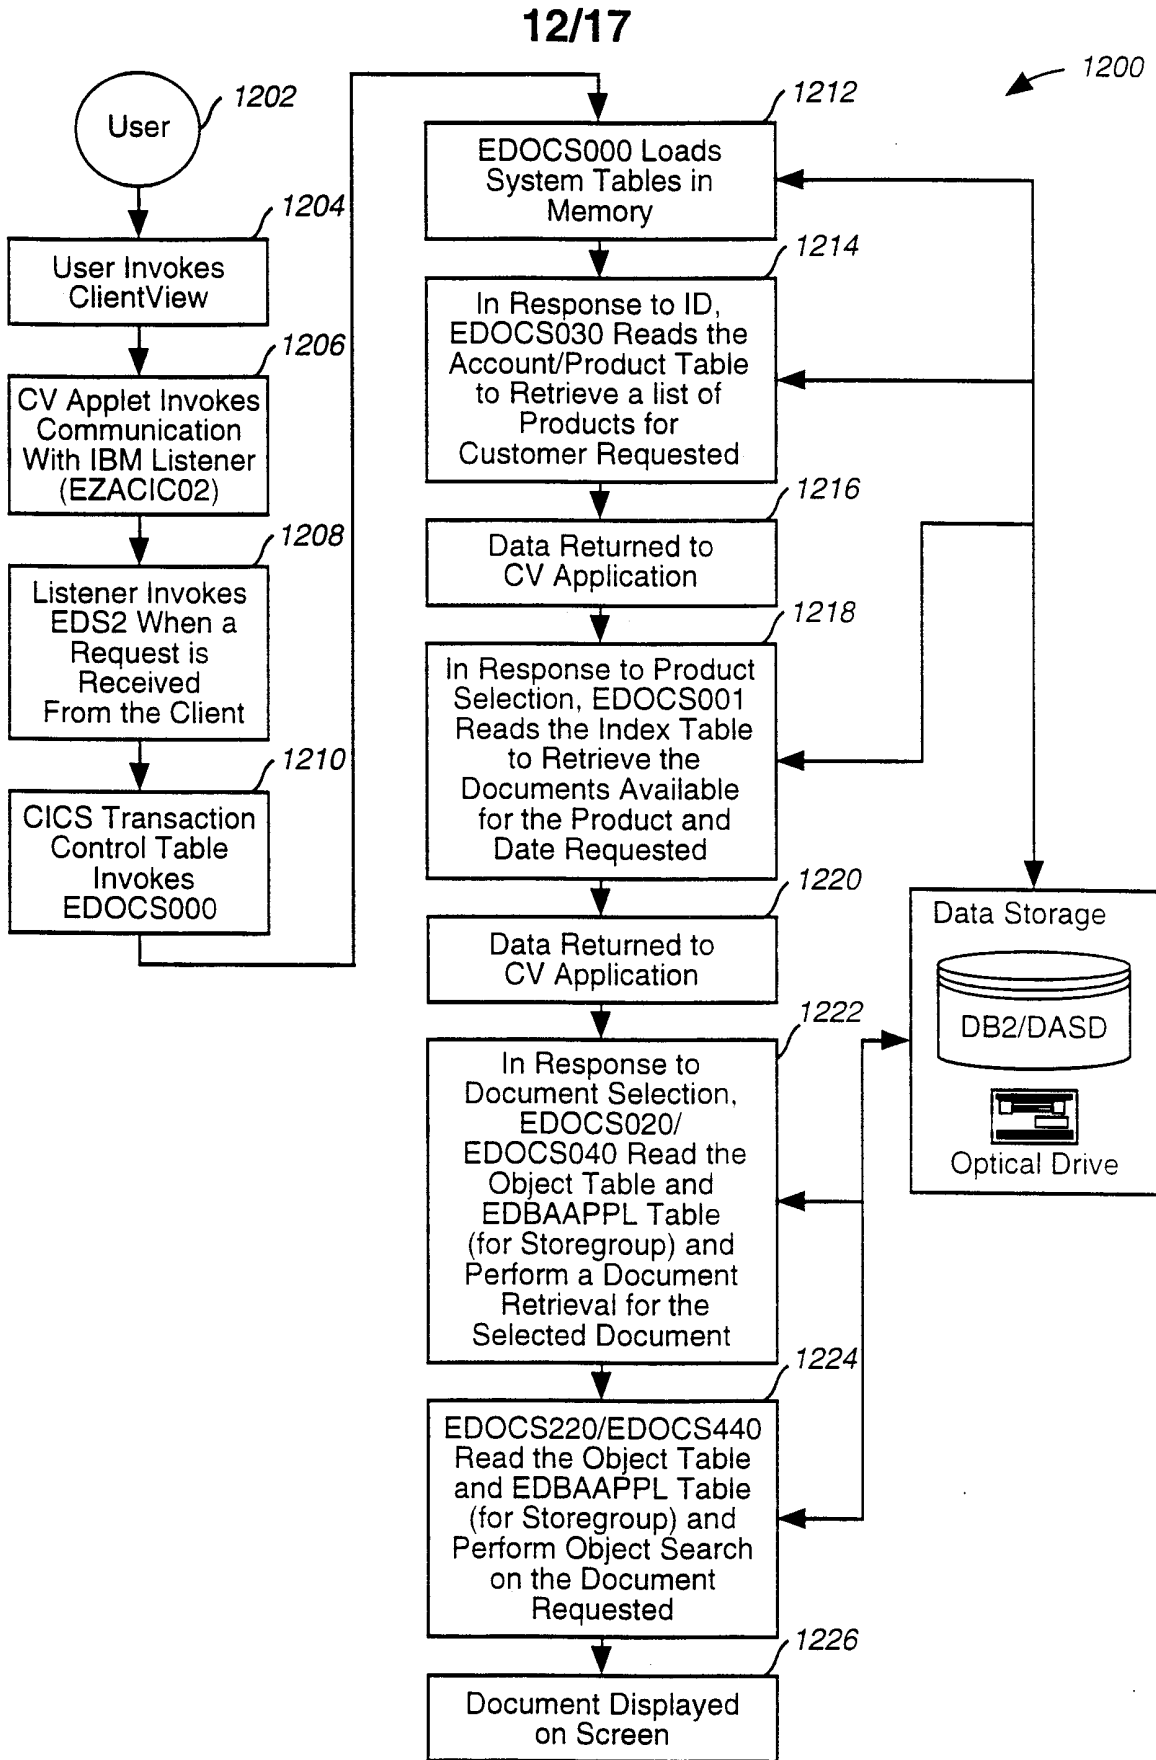 12/17
1200
1202
User
1204
User Invokes
ClientView
1206
CV Applet Invokes
Communication
With IBM Listener
(EZACIC02)
1208
Listener Invokes
EDS2 When a
Request is
Received
From the Client
1210
CICS Transaction
Control Table
Invokes
EDOCS000
1212
EDOCS000 Loads
System Tables in
Memory
1214
In Response to ID,
EDOCS030 Reads the
Account/Product Table
to Retrieve a list of
Products for
Customer Requested
1216
Data Returned to
CV Application
1218
In Response to Product
Selection, EDOCS001
Reads the Index Table
to Retrieve the
Documents Available
for the Product and
Date Requested
1220
Data Returned to
CV Application
1222
In Response to
Document Selection,
EDOCS020/
EDOCS040 Read the
Object Table and
EDBAAPPL Table
(for Storegroup) and
Perform a Document
Retrieval for the
Selected Document
1224
EDOCS220/EDOCS440
Read the Object Table
and EDBAAPPL Table
(for Storegroup) and
Perform Object Search
on the Document
Requested
1226
Document Displayed
on Screen
Data Storage
DB2/DASD
Optical Drive